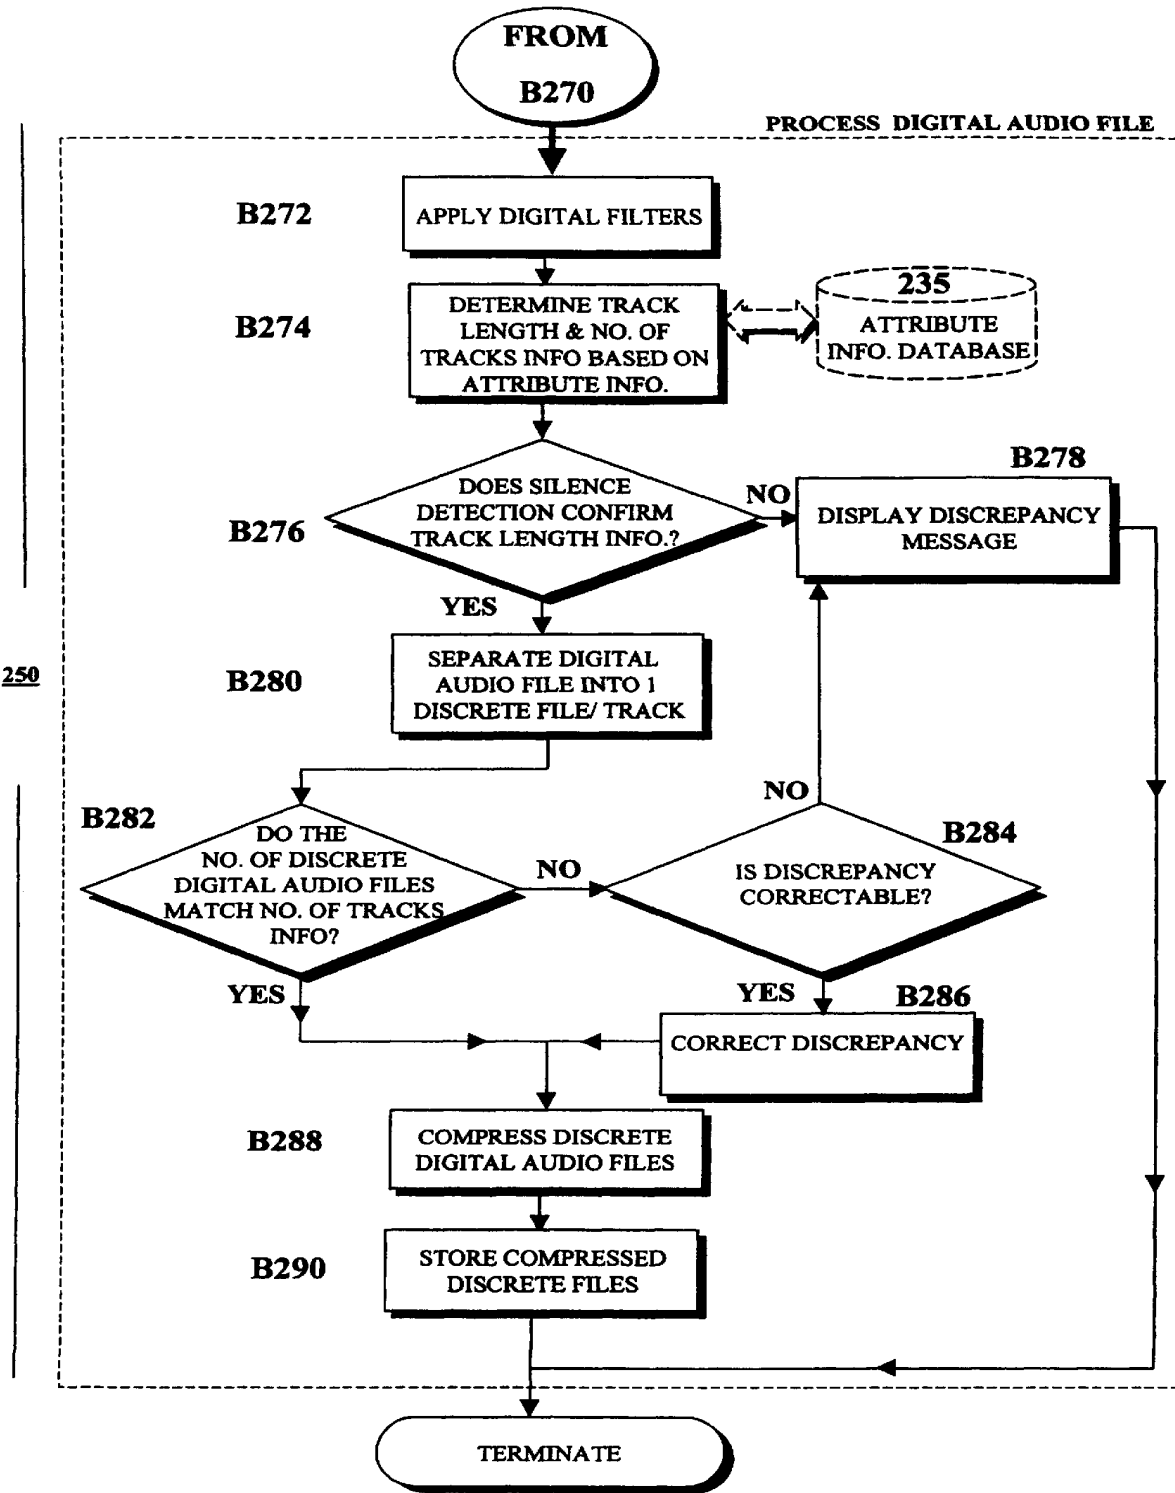 FROM
B270
PROCESS DIGITAL AUDIO FILE
B272
APPLY DIGITAL FILTERS
B274
DETERMINE TRACK
LENGTH & NO. OF
TRACKS INFO BASED ON
ATTRIBUTE INFO.
235
ATTRIBUTE
INFO. DATABASE
B276
DOES SILENCE
DETECTION CONFIRM
TRACK LENGTH INFO.?
NO
B278
DISPLAY DISCREPANCY
MESSAGE
YES
250
B280
SEPARATE DIGITAL
AUDIO FILE INTO 1
DISCRETE FILE/ TRACK
B282
DO THE
NO. OF DISCRETE
DIGITAL AUDIO FILES
MATCH NO. OF TRACKS
INFO?
NO
NO
B284
IS DISCREPANCY
CORRECTABLE?
YES
YES
B286
CORRECT DISCREPANCY
B288
COMPRESS DISCRETE
DIGITAL AUDIO FILES
B290
STORE COMPRESSED
DISCRETE FILES
TERMINATE